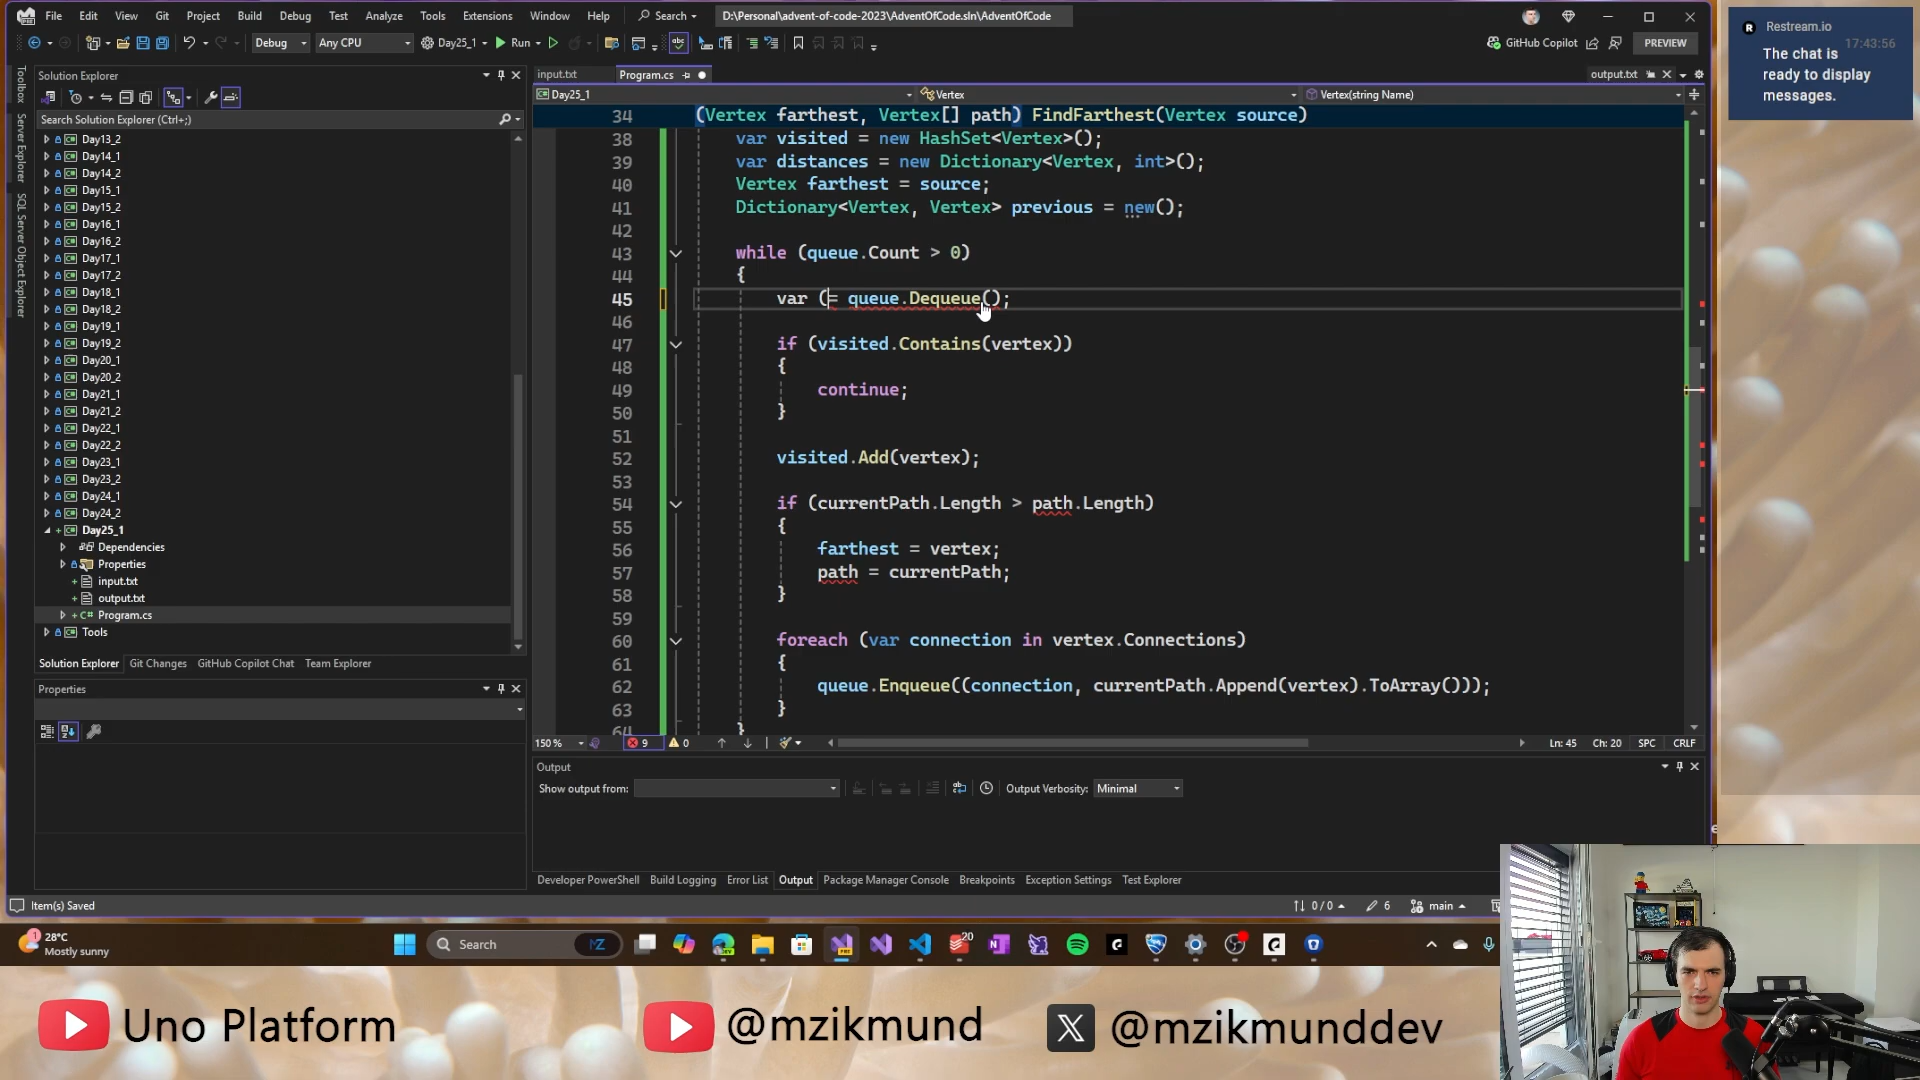 File Edit View Git Project Build Debug Test Analyze Tools Extensions Window Help Search D:\Personal\advent-of-code-2023\AdventOfCode.sln\AdventOfCode
Debug Any CPU Day25_1 Run GitHub Copilot PREVIEW
Restream.io
17:43:56
The chat is
ready to display
messages.
Toolbox
Server Explorer
SQL Server Object Explorer
Solution Explorer
Search Solution Explorer (Ctrl+;)
Day13_2
Day14_1
Day14_2
Day15_1
Day15_2
Day16_1
Day16_2
Day17_1
Day17_2
Day18_1
Day18_2
Day19_1
Day19_2
Day20_1
Day20_2
Day21_1
Day21_2
Day22_1
Day22_2
Day23_1
Day23_2
Day24_1
Day24_2
Day25_1
Dependencies
Properties
input.txt
output.txt
C# Program.cs
Tools
Solution Explorer Git Changes GitHub Copilot Chat Team Explorer
Properties
input.txt Program.cs output.txt
Day25_1 Vertex Vertex(string Name)
34 (Vertex farthest, Vertex[] path) FindFarthest(Vertex source)
38 var visited = new HashSet<Vertex>();
39 var distances = new Dictionary<Vertex, int>();
40 Vertex farthest = source;
41 Dictionary<Vertex, Vertex> previous = new();
42
43 while (queue.Count > 0)
44 {
45 var (= queue.Dequeue();
46
47 if (visited.Contains(vertex))
48 {
49 continue;
50 }
51
52 visited.Add(vertex);
53
54 if (currentPath.Length > path.Length)
55 {
56 farthest = vertex;
57 path = currentPath;
58 }
59
60 foreach (var connection in vertex.Connections)
61 {
62 queue.Enqueue((connection, currentPath.Append(vertex).ToArray()));
63 }
64 }
150 % 9 0 Ln: 45 Ch: 20 SPC CRLF
Output
Show output from: Output Verbosity: Minimal
Developer PowerShell Build Logging Error List Output Package Manager Console Breakpoints Exception Settings Test Explorer
Item(s) Saved 0 / 0 6 main
1 28°C
Mostly sunny
Search MZ 20
Uno Platform @mzikmund X @mzikmunddev